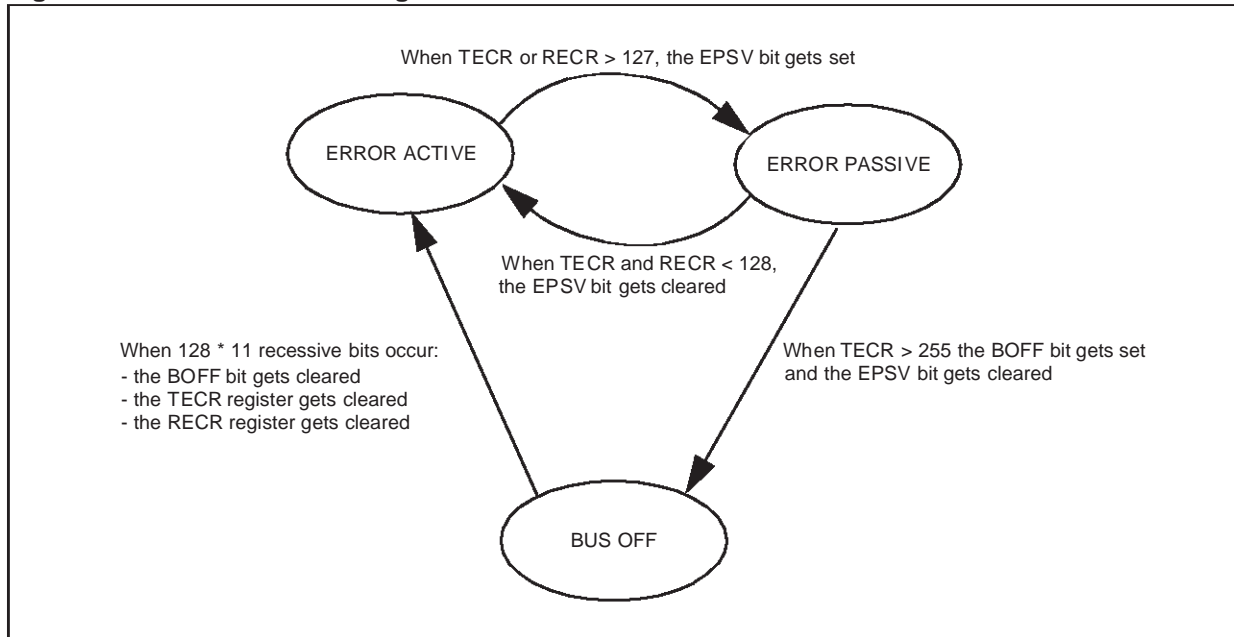 When TECR or RECR > 127, the EPSV bit gets set
ERROR ACTIVE
ERROR PASSIVE
When TECR and RECR < 128,
the EPSV bit gets cleared
When 128 * 11 recessive bits occur:
- the BOFF bit gets cleared
- the TECR register gets cleared
- the RECR register gets cleared
When TECR > 255 the BOFF bit gets set
and the EPSV bit gets cleared
BUS OFF